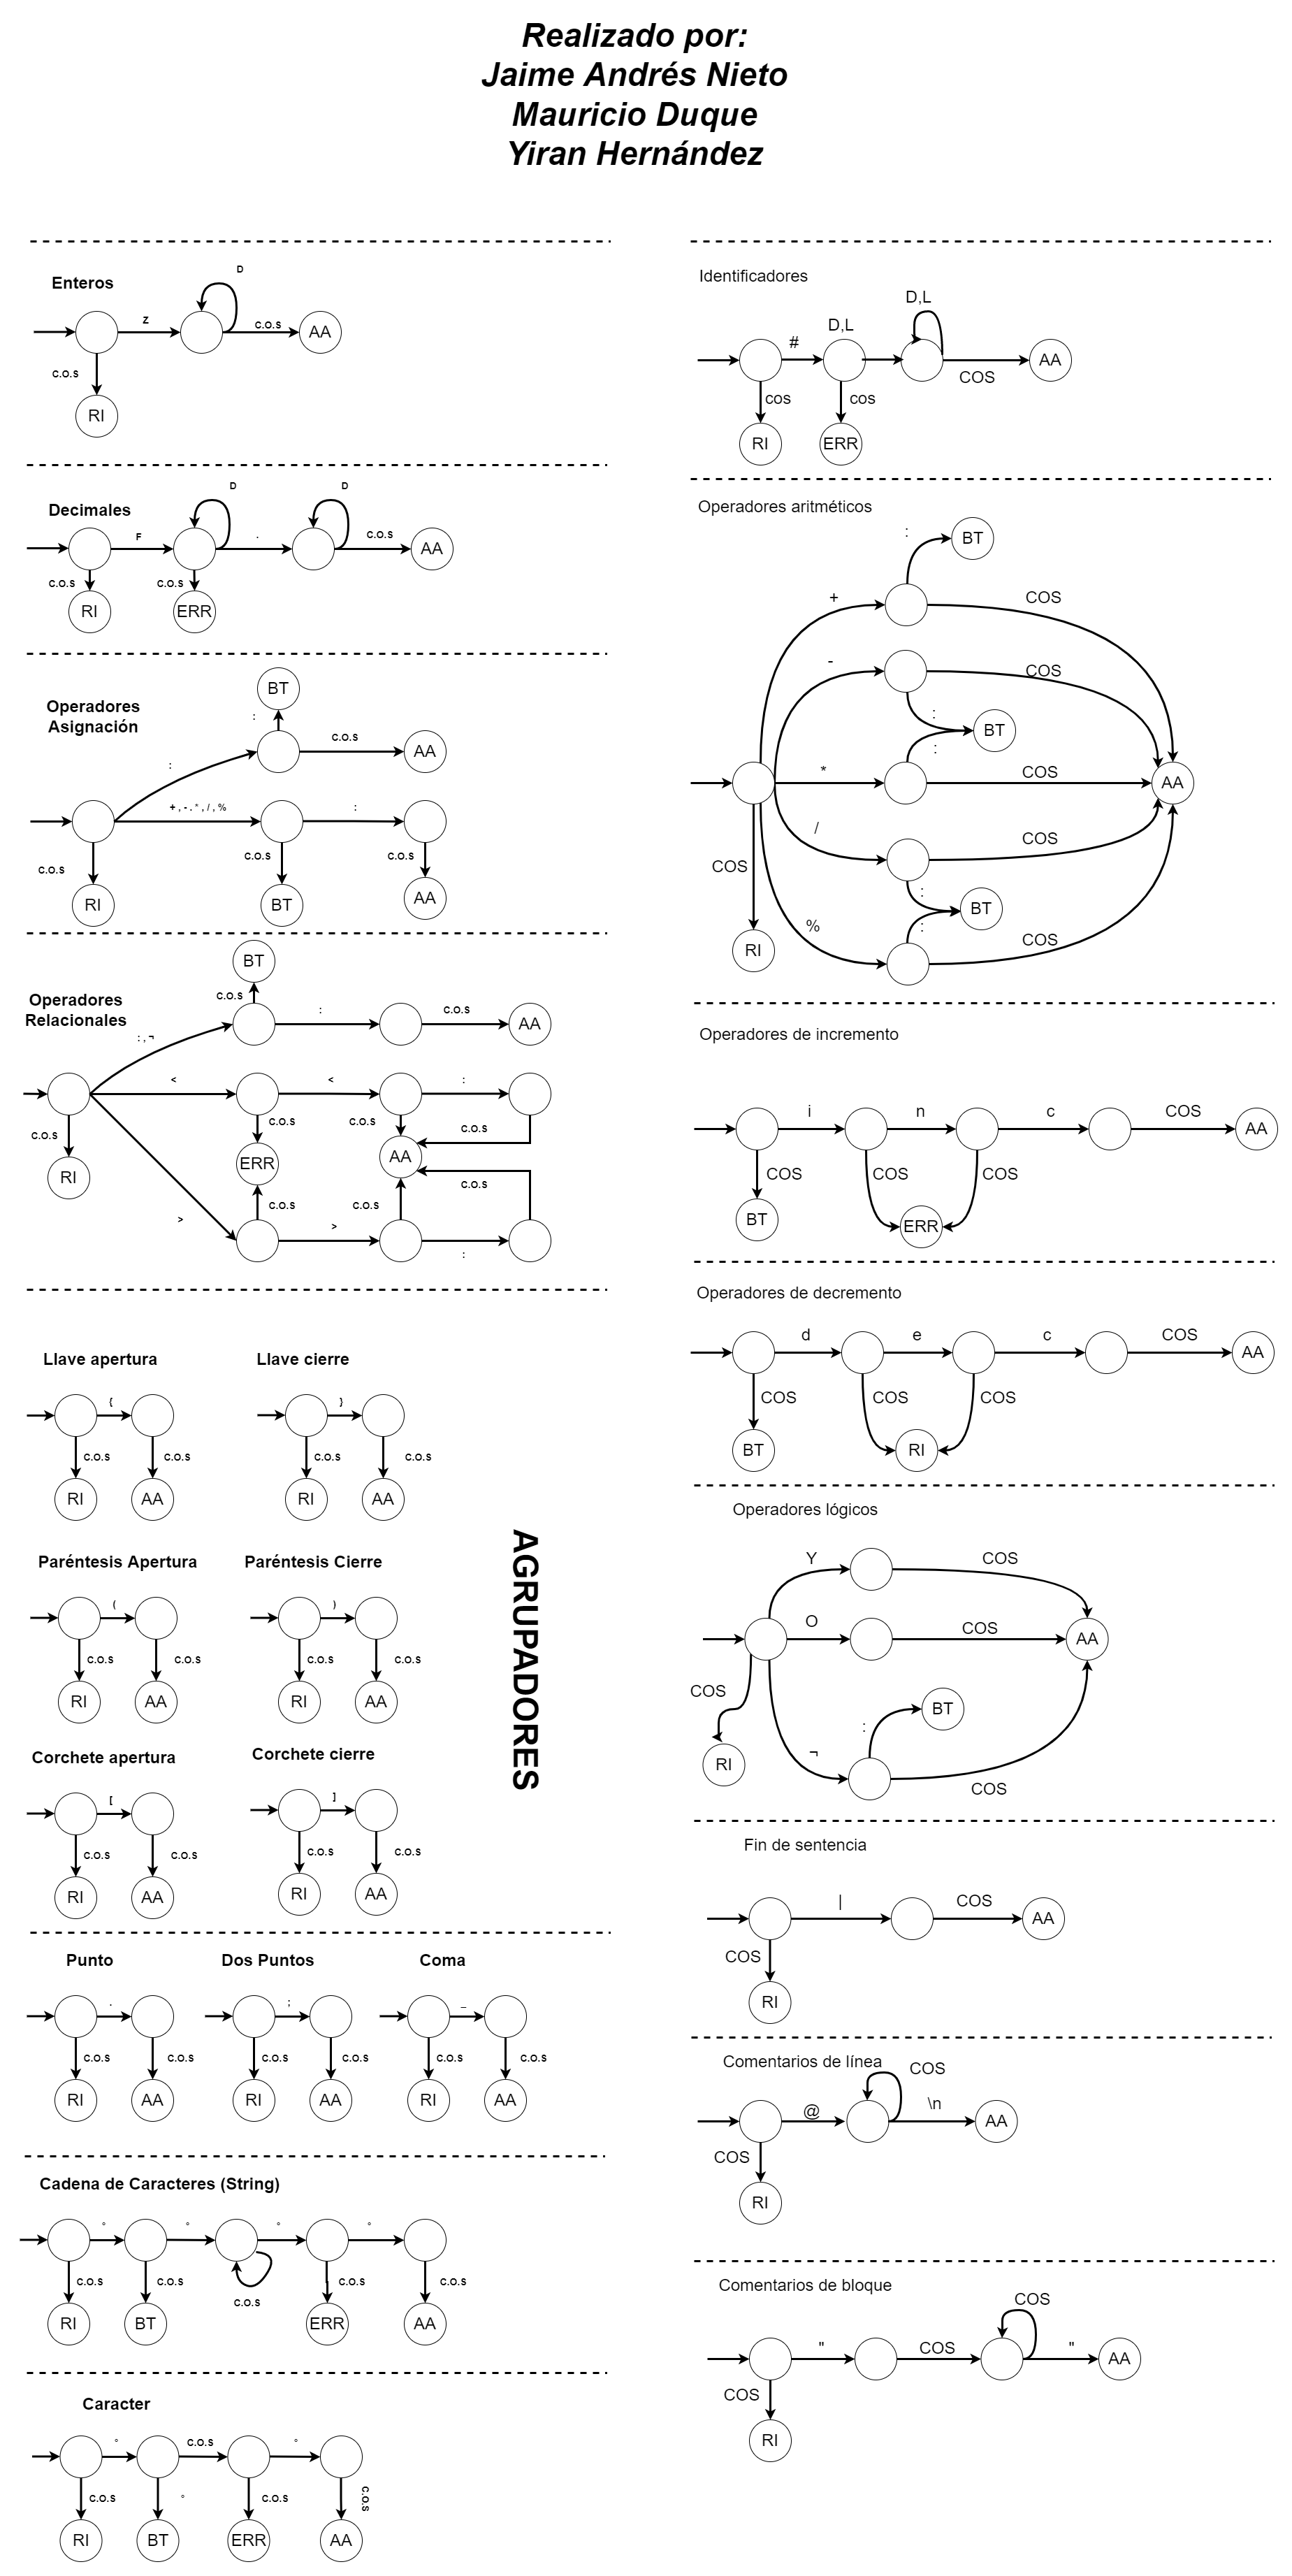 Realizado por:
Jaime Andrés Nieto
Mauricio Duque
Yiran Hernández
Enteros
D
z
c.o.s
AA
c.o.s
RI
Decimales
D
D
F
.
c.o.s
AA
c.o.s
c.o.s
RI
ERR
BT
Operadores
Asignación
:
c.o.s
AA
:
+ , - . * , / , %
:
c.o.s
c.o.s
c.o.s
RI
BT
AA
BT
Operadores
Relacionales
c.o.s
:
c.o.s
AA
: , ¬
<
<
:
c.o.s
c.o.s
c.o.s
c.o.s
ERR
AA
RI
c.o.s
c.o.s
c.o.s
>
>
:
Llave apertura
Llave cierre
{
}
c.o.s
c.o.s
c.o.s
c.o.s
RI
AA
RI
AA
Paréntesis Apertura
Paréntesis Cierre
(
)
c.o.s
c.o.s
c.o.s
c.o.s
RI
AA
RI
AA
Corchete apertura
Corchete cierre
[
]
c.o.s
c.o.s
c.o.s
c.o.s
RI
AA
RI
AA
AGRUPADORES
Punto
Dos Puntos
Coma
.
;
_
c.o.s
c.o.s
c.o.s
c.o.s
c.o.s
c.o.s
RI
AA
RI
AA
RI
AA
Cadena de Caracteres (String)
°
°
°
°
c.o.s
c.o.s
c.o.s
c.o.s
c.o.s
RI
BT
ERR
AA
Caracter
°
c.o.s
°
c.o.s
°
c.o.s
c.o.s
RI
BT
ERR
AA
Identificadores
D,L
D,L
#
COS
AA
cos
cos
RI
ERR
Operadores aritméticos
:
BT
+
COS
-
COS
:
BT
:
*
COS
AA
/
COS
COS
:
BT
:
%
COS
RI
Operadores de incremento
i
n
c
COS
AA
COS
COS
COS
BT
ERR
Operadores de decremento
d
e
c
COS
AA
COS
COS
COS
BT
RI
Operadores lógicos
Y
COS
O
COS
AA
COS
BT
:
RI
¬
COS
Fin de sentencia
|
COS
AA
COS
RI
Comentarios de línea
COS
@
\n
AA
COS
RI
Comentarios de bloque
COS
"
COS
"
AA
COS
RI